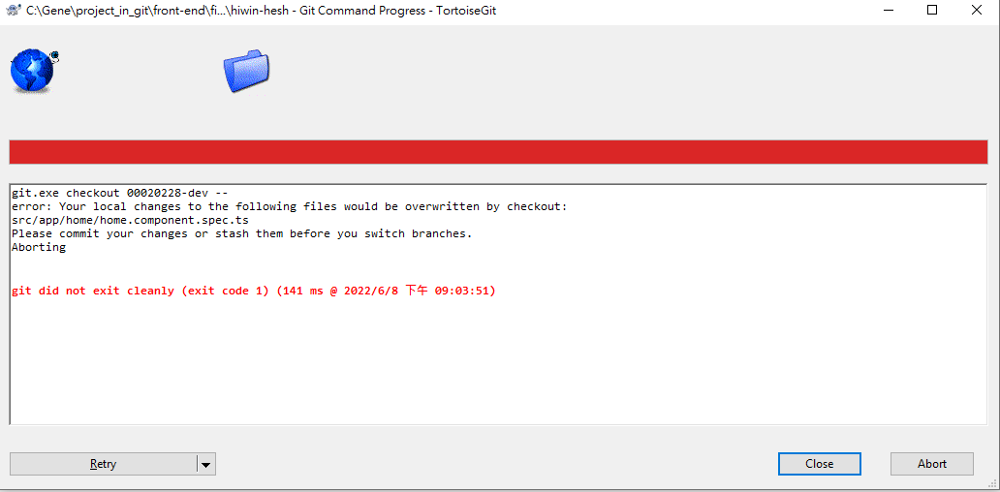 C:\Gene\project_in_git\front-end\fi...\hiwin-hesh - Git Command Progress - TortoiseGit
git.exe checkout 00020228-dev --
error: Your local changes to the following files would be overwritten by checkout:
src/app/home/home.component.spec.ts
Please commit your changes or stash them before you switch branches.
Aborting
git did not exit cleanly (exit code 1) (141 ms @ 2022/6/8 下午 09:03:51)
Retry
Close
Abort